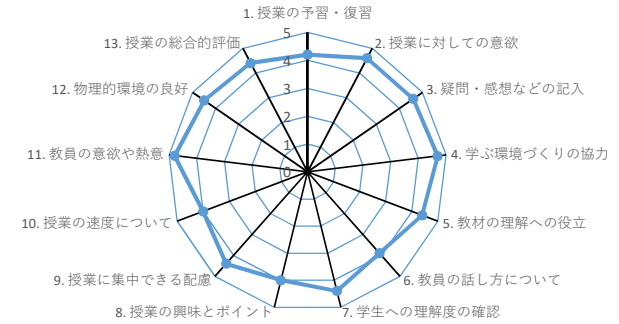 1. 授業の予習・復習
2. 授業に対しての意欲
3. 疑問・感想などの記入
4. 学ぶ環境づくりの協力
5. 教材の理解への役立
6. 教員の話し方について
7. 学生への理解度の確認
8. 授業の興味とポイント
9. 授業に集中できる配慮
10. 授業の速度について
11. 教員の意欲や熱意
12. 物理的環境の良好
13. 授業の総合的評価
5
4
3
2
1
0